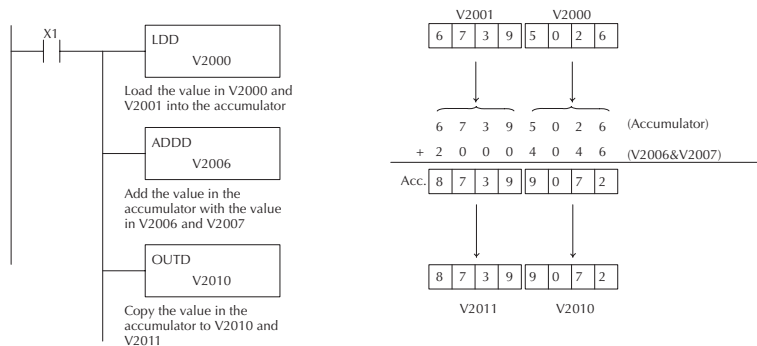 X1
LDD
V2000
Load the value in V2000 and
V2001 into the accumulator
ADDD
V2006
Add the value in the
accumulator with the value
in V2006 and V2007
OUTD
V2010
Copy the value in the
accumulator to V2010 and
V2011
V2001 V2000
6 7 3 9 5 0 2 6
6 7 3 9 5 0 2 6 (Accumulator)
+ 2 0 0 0 4 0 4 6 (V2006&V2007)
Acc. 8 7 3 9 9 0 7 2
8 7 3 9 9 0 7 2
V2011 V2010